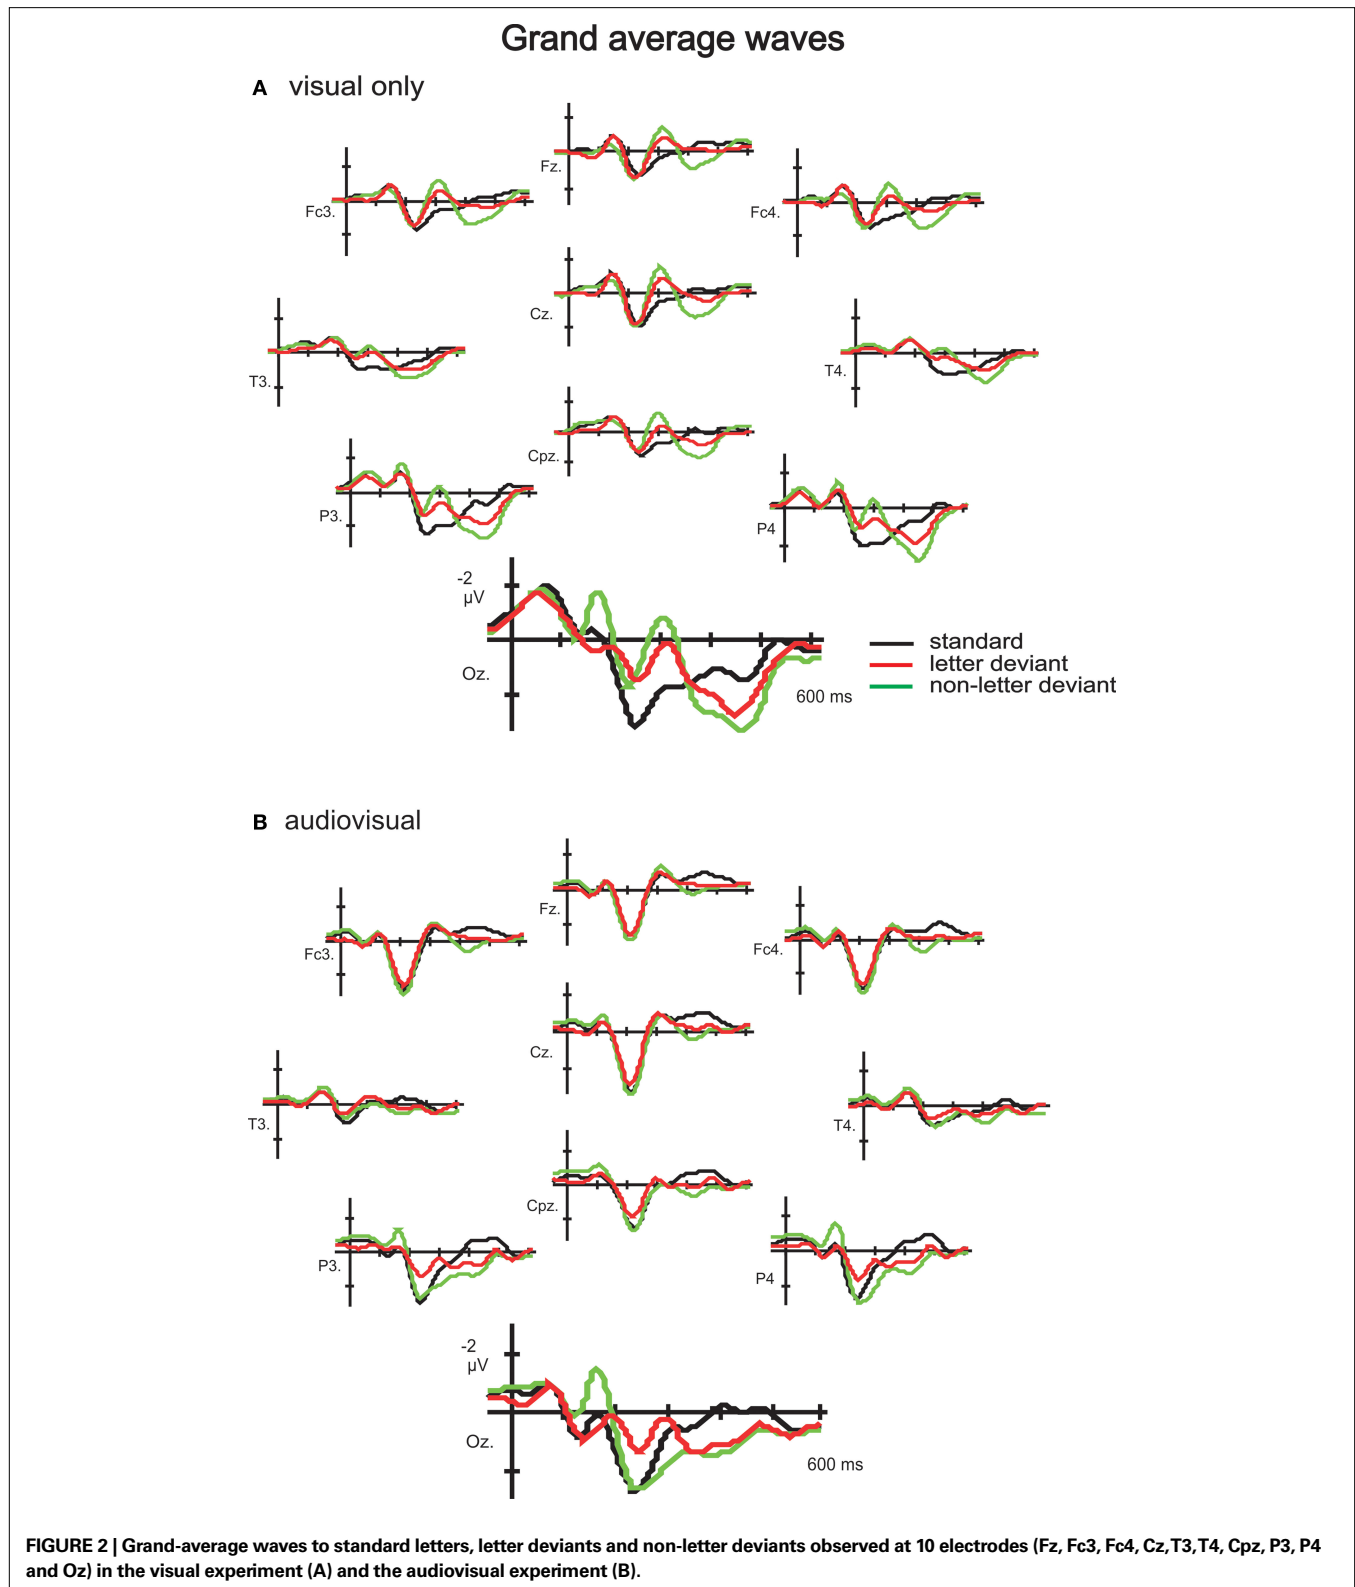 Grand average waves
A visual only
Fz.
Fc3.
Fc4.
Cz.
T3.
T4.
Cpz.
P3.
P4
-2
µV
Oz.
600 ms
standard
letter deviant
non-letter deviant
B audiovisual
Fz.
Fc3.
Fc4.
Cz.
T3.
T4.
Cpz.
P3.
P4
-2
µV
Oz.
600 ms
FIGURE 2 | Grand-average waves to standard letters, letter deviants and non-letter deviants observed at 10 electrodes (Fz, Fc3, Fc4, Cz,T3,T4, Cpz, P3, P4
and Oz) in the visual experiment (A) and the audiovisual experiment (B).